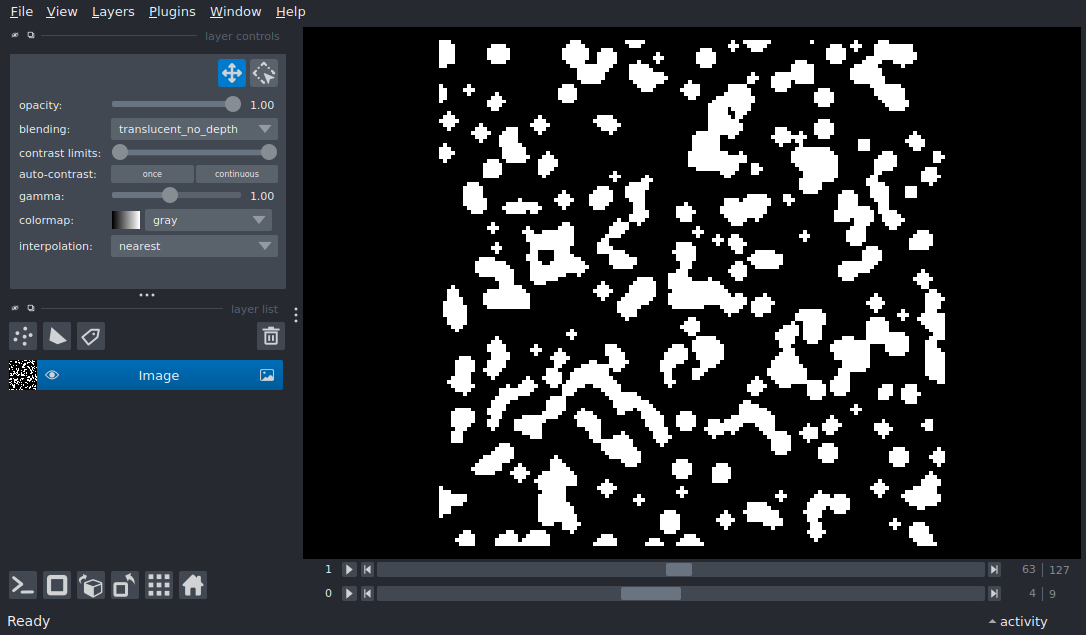 File View Layers Plugins Window Help
layer controls
opacity: 1.00
blending: translucent_no_depth
contrast limits:
auto-contrast: once continuous
gamma: 1.00
colormap: gray
interpolation: nearest
layer list
Image
1 63 127
0 4 9
Ready activity